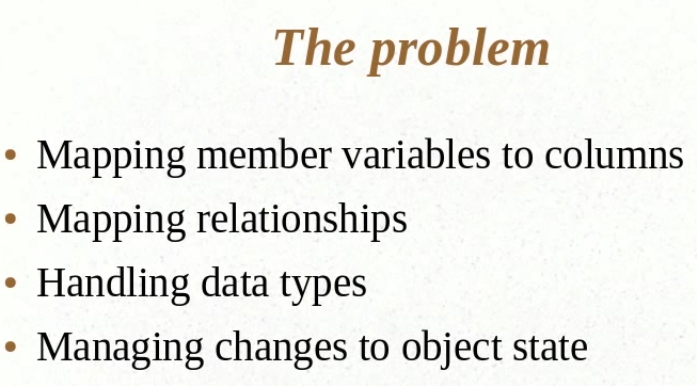 The problem
• Mapping member variables to columns
• Mapping relationships
• Handling data types
• Managing changes to object state